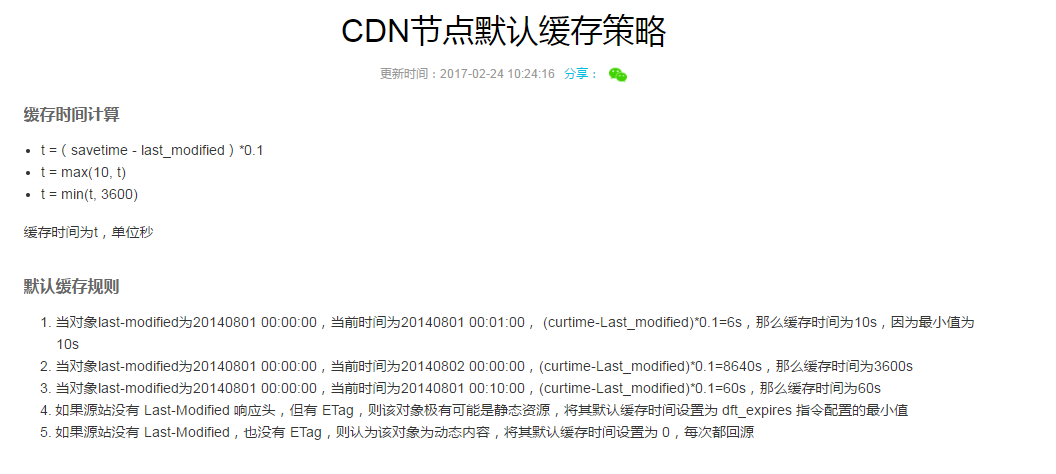 CDN节点默认缓存策略
更新时间：2017-02-24 10:24:16 分享：
缓存时间计算
t =（ savetime - last_modified ）*0.1
t = max(10, t)
t = min(t, 3600)
缓存时间为t，单位秒
默认缓存规则
1. 当对象last-modified为20140801 00:00:00，当前时间为20140801 00:01:00， (curtime-Last_modified)*0.1=6s，那么缓存时间为10s，因为最小值为
10s
2. 当对象last-modified为20140801 00:00:00，当前时间为20140802 00:00:00，(curtime-Last_modified)*0.1=8640s，那么缓存时间为3600s
3. 当对象last-modified为20140801 00:00:00，当前时间为20140801 00:10:00，(curtime-Last_modified)*0.1=60s，那么缓存时间为60s
4. 如果源站没有 Last-Modified 响应头，但有 ETag，则该对象极有可能是静态资源，将其默认缓存时间设置为 dft_expires 指令配置的最小值
5. 如果源站没有 Last-Modified，也没有 ETag，则认为该对象为动态内容，将其默认缓存时间设置为 0，每次都回源